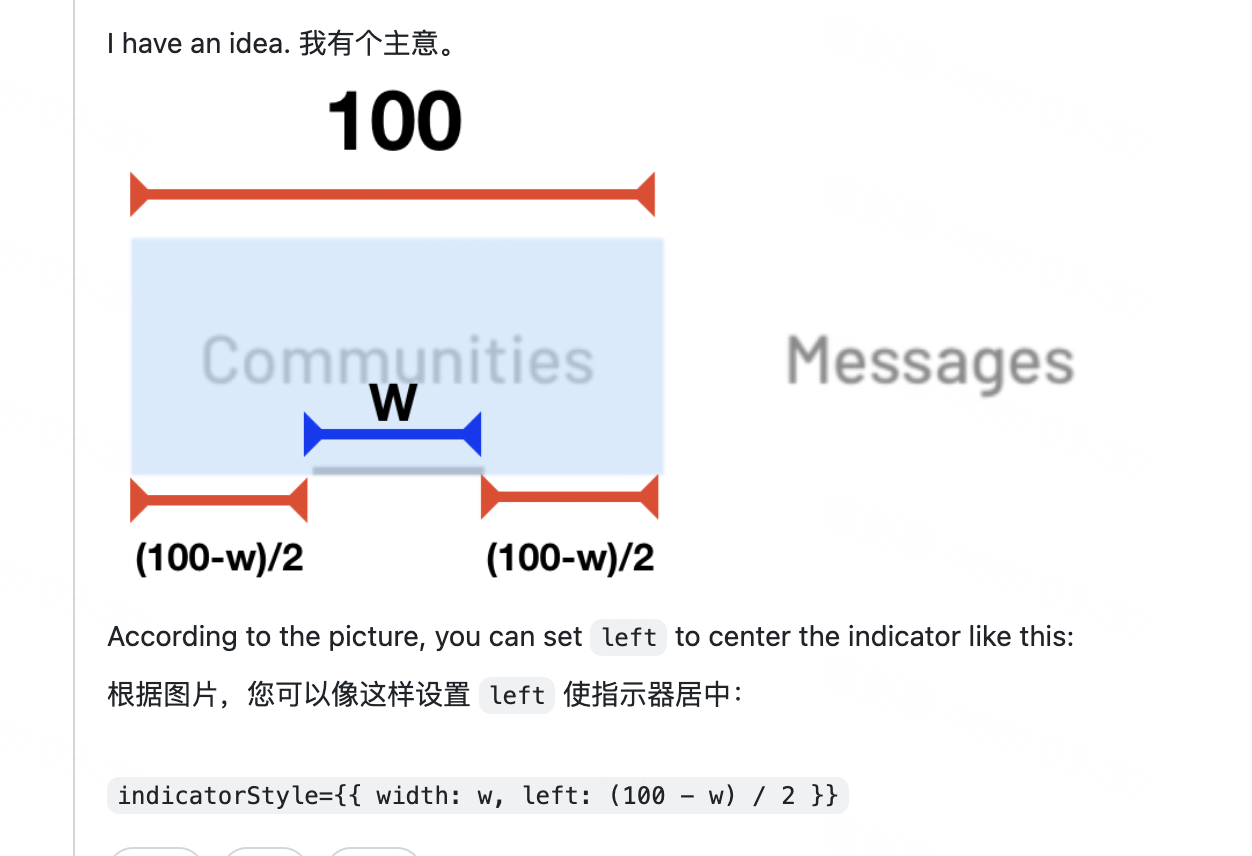 I have an idea. 我有个主意。
100
Communities
Messages
w
(100-w)/2
(100-w)/2
According to the picture, you can set left to center the indicator like this:
根据图片，您可以像这样设置 left 使指示器居中：
indicatorStyle={{ width: w, left: (100 - w) / 2 }}